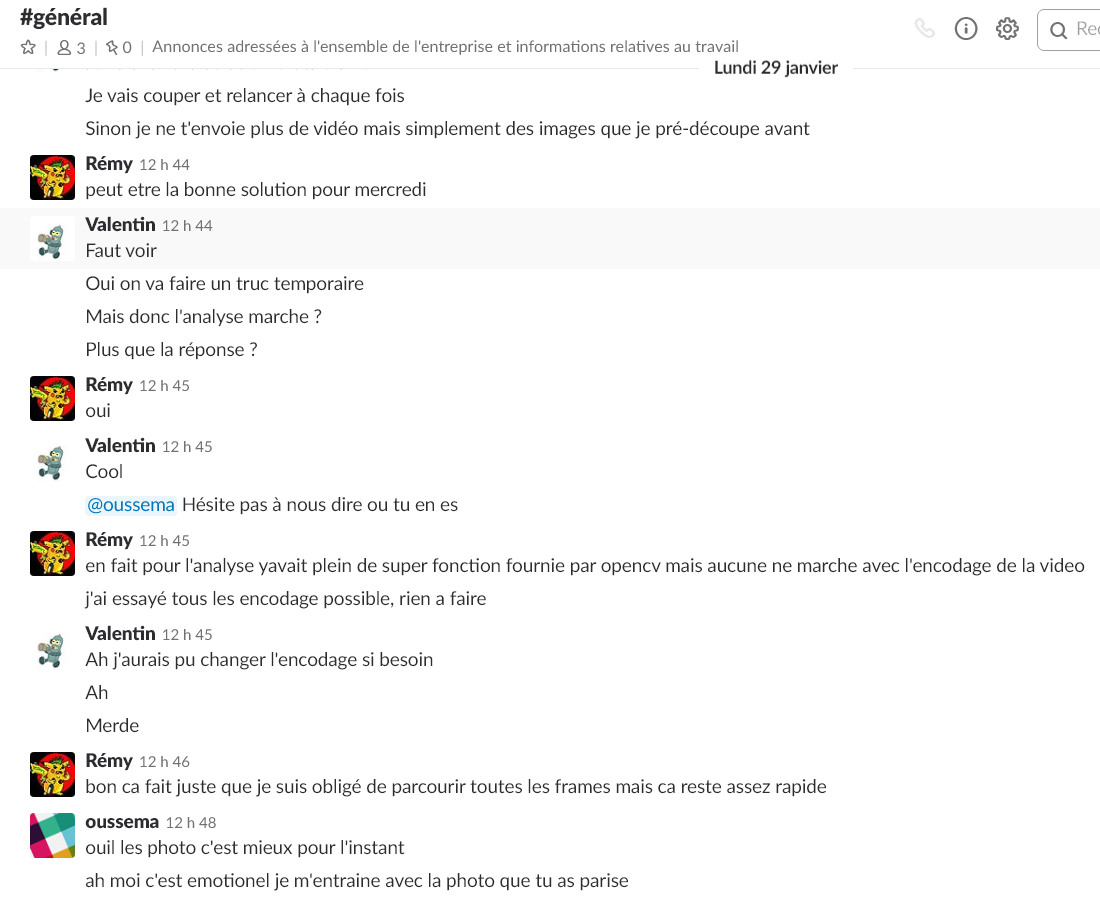 #général
3 | 0 | Annonces adressées à l'ensemble de l'entreprise et informations relatives au travail
Lundi 29 janvier
Je vais couper et relancer à chaque fois
Sinon je ne t'envoie plus de vidéo mais simplement des images que je pré-découpe avant
Rémy 12 h 44
peut etre la bonne solution pour mercredi
Valentin 12 h 44
Faut voir
Oui on va faire un truc temporaire
Mais donc l'analyse marche ?
Plus que la réponse ?
Rémy 12 h 45
oui
Valentin 12 h 45
Cool
@oussema Hésite pas à nous dire ou tu en es
Rémy 12 h 45
en fait pour l'analyse yavait plein de super fonction fournie par opencv mais aucune ne marche avec l'encodage de la video
j'ai essayé tous les encodage possible, rien a faire
Valentin 12 h 45
Ah j'aurais pu changer l'encodage si besoin
Ah
Merde
Rémy 12 h 46
bon ca fait juste que je suis obligé de parcourir toutes les frames mais ca reste assez rapide
oussema 12 h 48
ouil les photo c'est mieux pour l'instant
ah moi c'est emotionel je m'entraine avec la photo que tu as parise